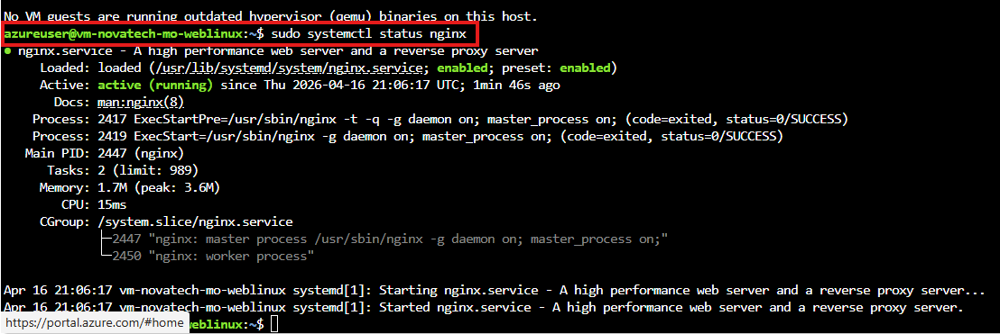 No VM guests are running outdated hypervisor (qemu) binaries on this host.
azureuser@vm-novatech-mo-weblinux:~$ sudo systemctl status nginx
● nginx.service - A high performance web server and a reverse proxy server
Loaded: loaded (/usr/lib/systemd/system/nginx.service; enabled; preset: enabled)
Active: active (running) since Thu 2026-04-16 21:06:17 UTC; 1min 46s ago
Docs: man:nginx(8)
Process: 2417 ExecStartPre=/usr/sbin/nginx -t -q -g daemon on; master_process on; (code=exited, status=0/SUCCESS)
Process: 2419 ExecStart=/usr/sbin/nginx -g daemon on; master_process on; (code=exited, status=0/SUCCESS)
Main PID: 2447 (nginx)
Tasks: 2 (limit: 989)
Memory: 1.7M (peak: 3.6M)
CPU: 15ms
CGroup: /system.slice/nginx.service
├─2447 "nginx: master process /usr/sbin/nginx -g daemon on; master_process on;"
└─2450 "nginx: worker process"
Apr 16 21:06:17 vm-novatech-mo-weblinux systemd[1]: Starting nginx.service - A high performance web server and a reverse proxy server...
Apr 16 21:06:17 vm-novatech-mo-weblinux systemd[1]: Started nginx.service - A high performance web server and a reverse proxy server.
https://portal.azure.com/#home weblinux:~$